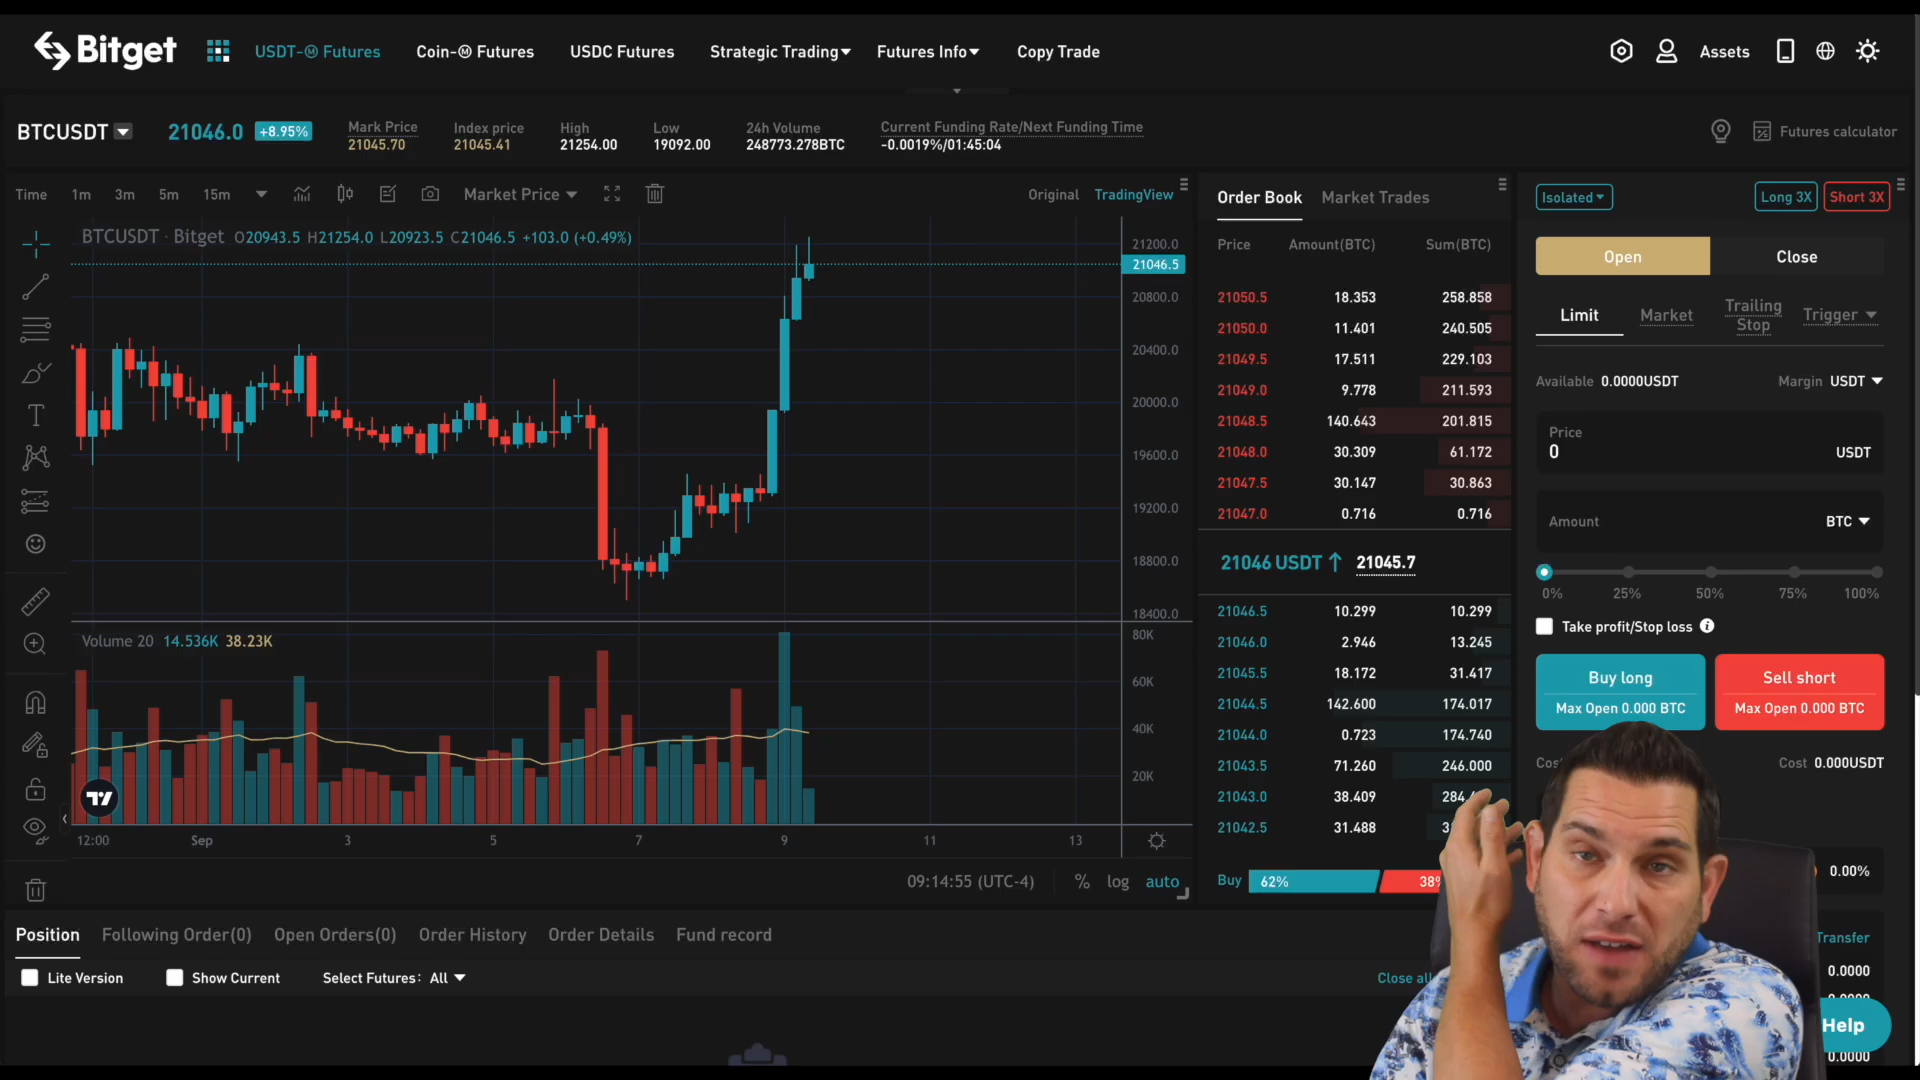 Bitget
USDT-Ⓜ Futures
Coin-Ⓜ Futures
USDC Futures
Strategic Trading
Futures Info
Copy Trade
Assets
BTCUSDT
21046.0
+8.95%
Mark Price
21045.70
Index price
21045.41
High
21254.00
Low
19092.00
24h Volume
248773.278BTC
Current Funding Rate/Next Funding Time
-0.0019%/01:45:04
Futures calculator
Time 1m 3m 5m 15m
Market Price
Original TradingView
BTCUSDT · Bitget O20943.5 H21254.0 L20923.5 C21046.5 +103.0 (+0.49%)
21200.0
21046.5
20800.0
20400.0
20000.0
19600.0
19200.0
18800.0
18400.0
Volume 20 14.536K 38.23K
80K
60K
40K
20K
12:00 Sep 3 5 7 9 11 13
09:14:55 (UTC-4) % log auto
Order Book Market Trades
Price Amount(BTC) Sum(BTC)
21050.5 18.353 258.858
21050.0 11.401 240.505
21049.5 17.511 229.103
21049.0 9.778 211.593
21048.5 140.643 201.815
21048.0 30.309 61.172
21047.5 30.147 30.863
21047.0 0.716 0.716
21046 USDT 21045.7
21046.5 10.299 10.299
21046.0 2.946 13.245
21045.5 18.172 31.417
21044.5 142.600 174.017
21044.0 0.723 174.740
21043.5 71.260 246.000
21043.0 38.409
21042.5 31.488
Buy 62% 38%
Isolated
Long 3X Short 3X
Open Close
Limit Market Trailing Stop Trigger
Available 0.0000USDT
Margin USDT
Price
0 USDT
Amount BTC
0% 25% 50% 75% 100%
Take profit/Stop loss
Buy long
Max Open 0.000 BTC
Sell short
Max Open 0.000 BTC
Cost 0.000USDT
0.00%
Transfer
0.0000
Help
0.0000
Position Following Order(0) Open Orders(0) Order History Order Details Fund record
Lite Version Show Current Select Futures: All
Close all